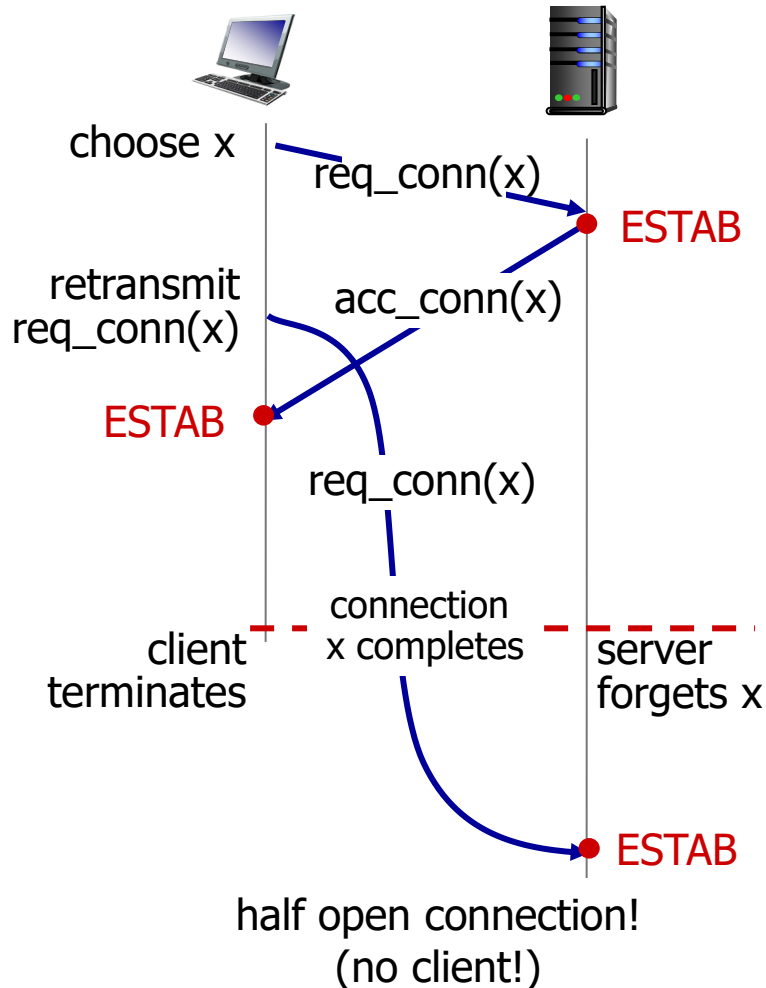 choose x
req_conn(x)
ESTAB
retransmit
req_conn(x)
acc_conn(x)
ESTAB
req_conn(x)
connection
x completes
client
terminates
server
forgets x
ESTAB
half open connection!
(no client!)